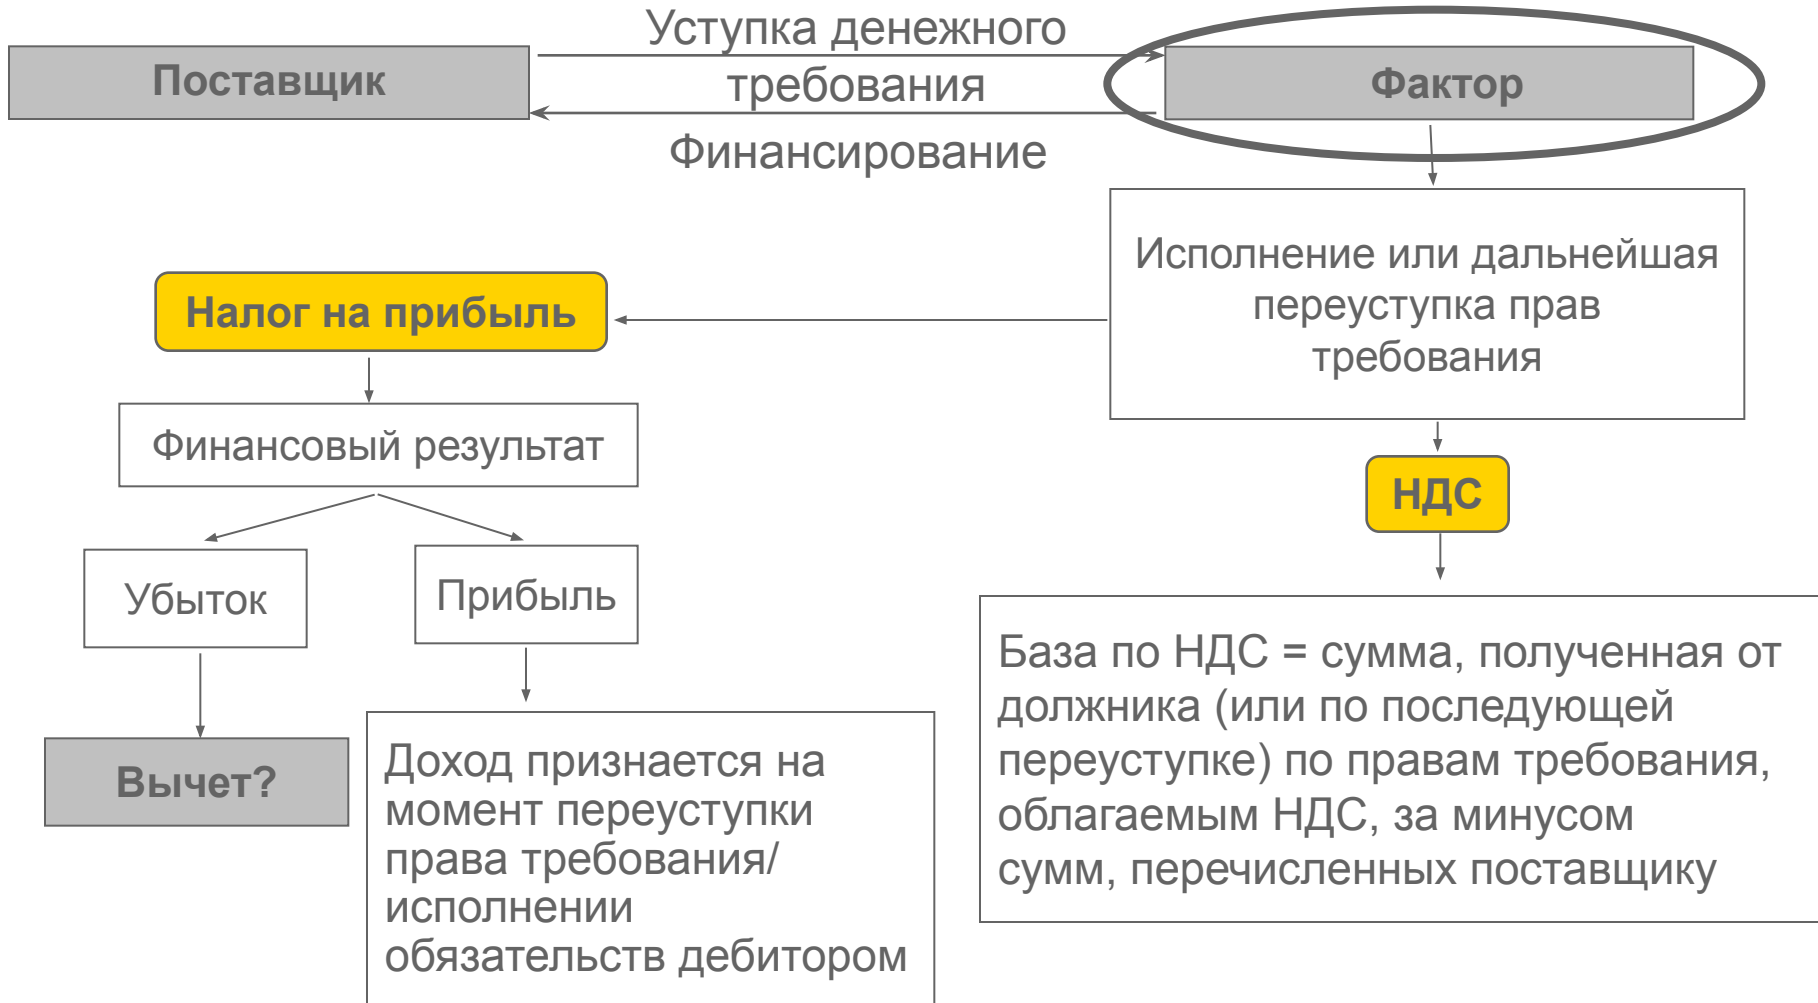 Уступка денежного
требования
Поставщик
Фактор
Финансирование
Исполнение или дальнейшая
переуступка прав
требования
Налог на прибыль
Финансовый результат
НДС
Убыток
Прибыль
База по НДС = сумма, полученная от
должника (или по последующей
переуступке) по правам требования,
облагаемым НДС, за минусом
сумм, перечисленных поставщику
Вычет?
Доход признается на
момент переуступки
права требования/
исполнении
обязательств дебитором